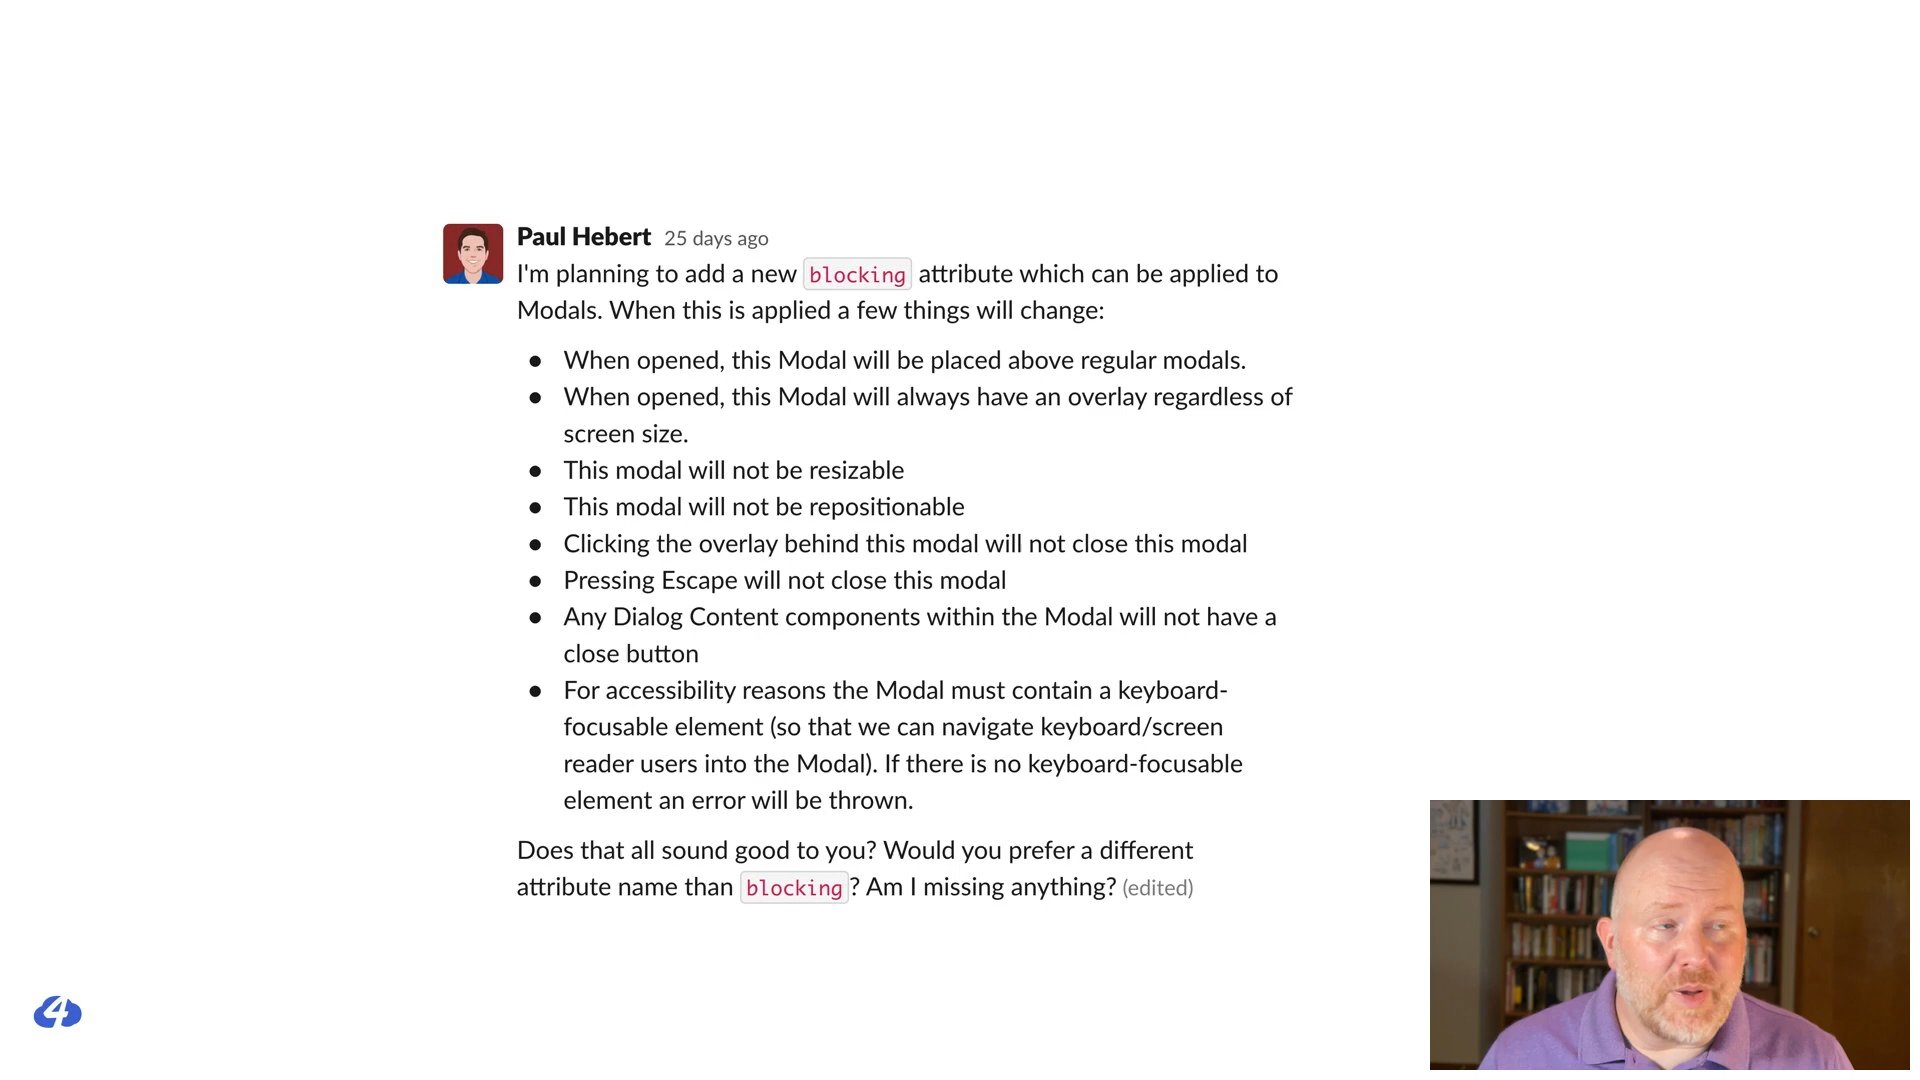 Paul Hebert 25 days ago
I'm planning to add a new blocking attribute which can be applied to
Modals. When this is applied a few things will change:
● When opened, this Modal will be placed above regular modals.
● When opened, this Modal will always have an overlay regardless of
screen size.
● This modal will not be resizable
● This modal will not be repositionable
● Clicking the overlay behind this modal will not close this modal
● Pressing Escape will not close this modal
● Any Dialog Content components within the Modal will not have a
close button
● For accessibility reasons the Modal must contain a keyboard-
focusable element (so that we can navigate keyboard/screen
reader users into the Modal). If there is no keyboard-focusable
element an error will be thrown.
Does that all sound good to you? Would you prefer a different
attribute name than blocking? Am I missing anything? (edited)
4